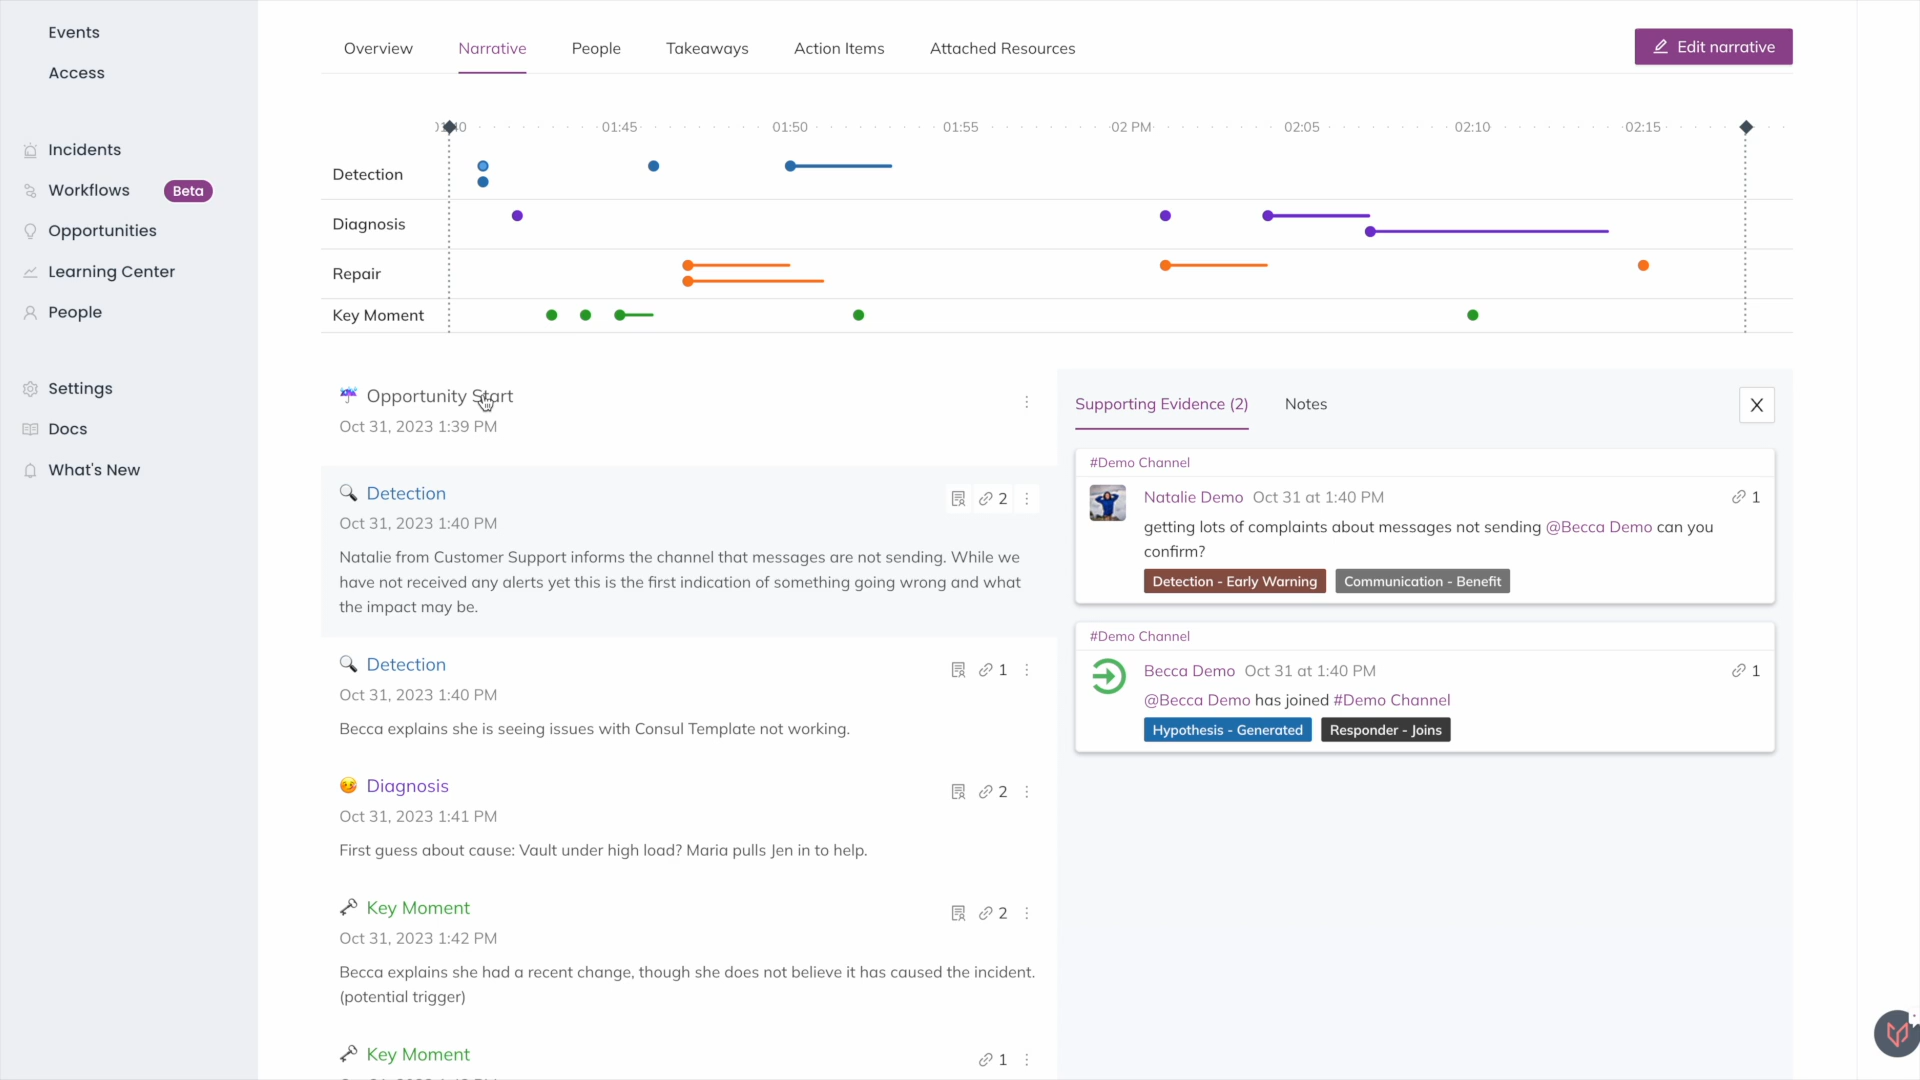 Events
Access
Incidents
Workflows Beta
Opportunities
Learning Center
People
Settings
Docs
What's New
Overview Narrative People Takeaways Action Items Attached Resources
Edit narrative
01:45 01:50 01:55 02 PM 02:05 02:10 02:15
Detection
Diagnosis
Repair
Key Moment
Opportunity Start
Oct 31, 2023 1:39 PM
Detection
2
Oct 31, 2023 1:40 PM
Natalie from Customer Support informs the channel that messages are not sending. While we
have not received any alerts yet this is the first indication of something going wrong and what
the impact may be.
Detection
1
Oct 31, 2023 1:40 PM
Becca explains she is seeing issues with Consul Template not working.
Diagnosis
2
Oct 31, 2023 1:41 PM
First guess about cause: Vault under high load? Maria pulls Jen in to help.
Key Moment
2
Oct 31, 2023 1:42 PM
Becca explains she had a recent change, though she does not believe it has caused the incident.
(potential trigger)
Key Moment
1
Supporting Evidence (2) Notes
X
#Demo Channel
Natalie Demo Oct 31 at 1:40 PM
1
getting lots of complaints about messages not sending @Becca Demo can you
confirm?
Detection - Early Warning Communication - Benefit
#Demo Channel
Becca Demo Oct 31 at 1:40 PM
1
@Becca Demo has joined #Demo Channel
Hypothesis - Generated Responder - Joins